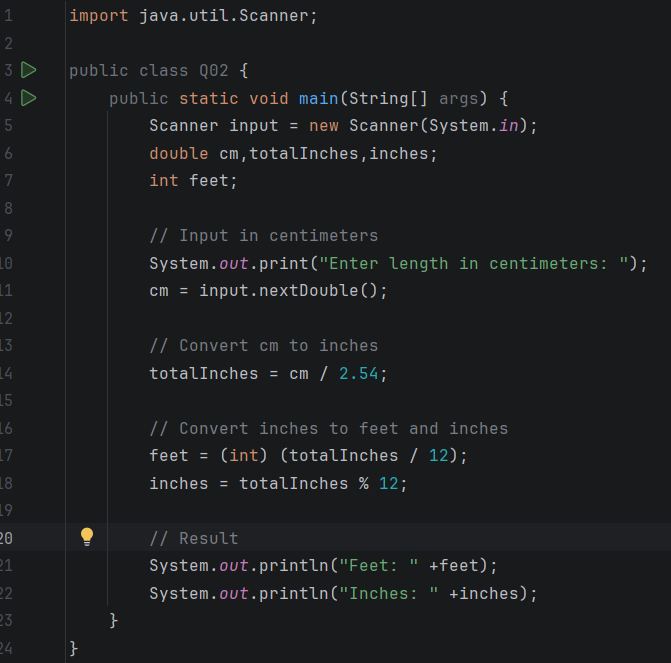 1 import java.util.Scanner;
2
3 public class Q02 {
4 public static void main(String[] args) {
5 Scanner input = new Scanner(System.in);
6 double cm,totalInches,inches;
7 int feet;
8
9 // Input in centimeters
10 System.out.print("Enter length in centimeters: ");
11 cm = input.nextDouble();
12
13 // Convert cm to inches
14 totalInches = cm / 2.54;
15
16 // Convert inches to feet and inches
17 feet = (int) (totalInches / 12);
18 inches = totalInches % 12;
19
20 // Result
21 System.out.println("Feet: " +feet);
22 System.out.println("Inches: " +inches);
23 }
24 }